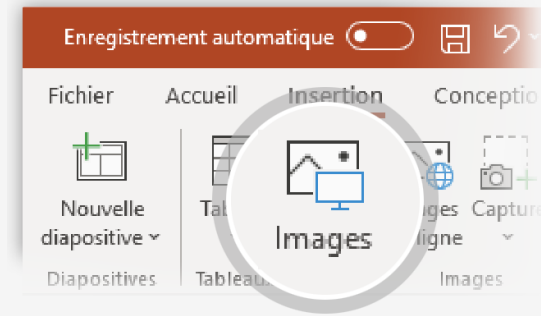 Enregistrement automatique
Fichier Accueil Insertion
Nouvelle diapositive
Images
Diapositives Images